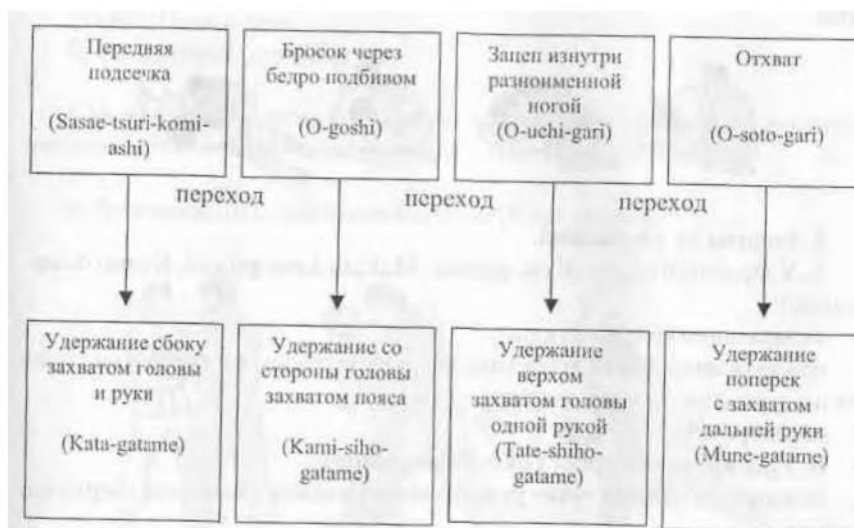 Передняя
подсечка
(Sasae-tsuri-komi-
ashi)
Бросок через
бедро подбивом
(O-goshi)
Зацеп изнутри
разноименной
ногой
(O-uchi-gari)
Отхват
(O-soto-gari)
переход
переход
переход
Удержание сбоку
захватом головы
и руки
(Kata-gatame)
Удержание со
стороны головы
захватом пояса
(Kami-siho-
gatame)
Удержание
верхом
захватом головы
одной рукой
(Tate-shiho-
gatame)
Удержание
поперек
с захватом
дальней руки
(Mune-gatame)